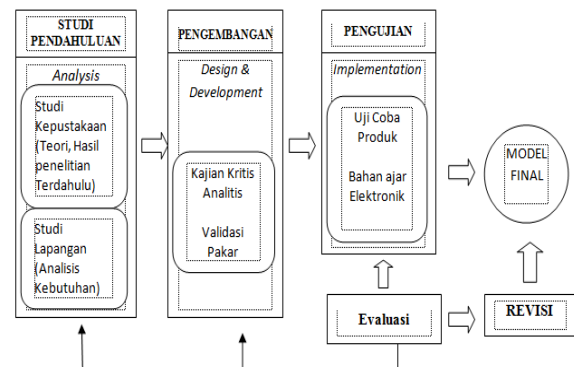 STUDI
PENDAHULUAN
Analysis
Studi
Kepustakaan
(Teori, Hasil
penelitian
Terdahulu)
Studi
Lapangan
(Analisis
Kebutuhan)
PENGEMBANGAN
Design &
Development
Kajian Kritis
Analitis
Validasi
Pakar
PENGUJIAN
Implementation
Uji Coba
Produk
Bahan ajar
Elektronik
MODEL
FINAL
Evaluasi
REVISI